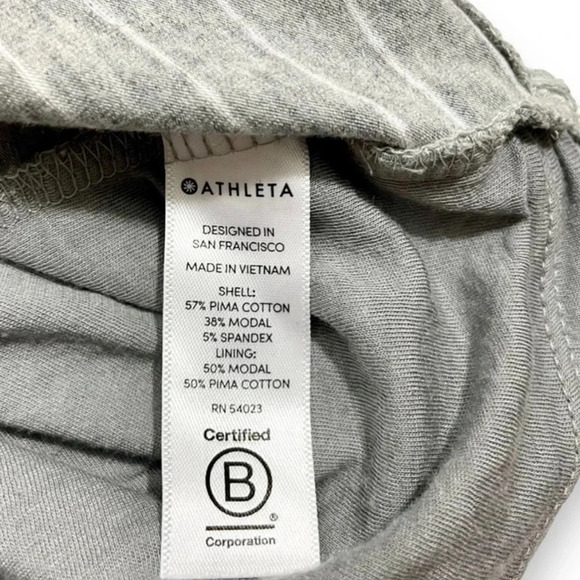 ATHLETA
DESIGNED IN
SAN FRANCISCO
MADE IN VIETNAM
SHELL:
57% PIMA COTTON
38% MODAL
5% SPANDEX
LINING:
50% MODAL
50% PIMA COTTON
RN 54023
Certified
B
®
Corporation